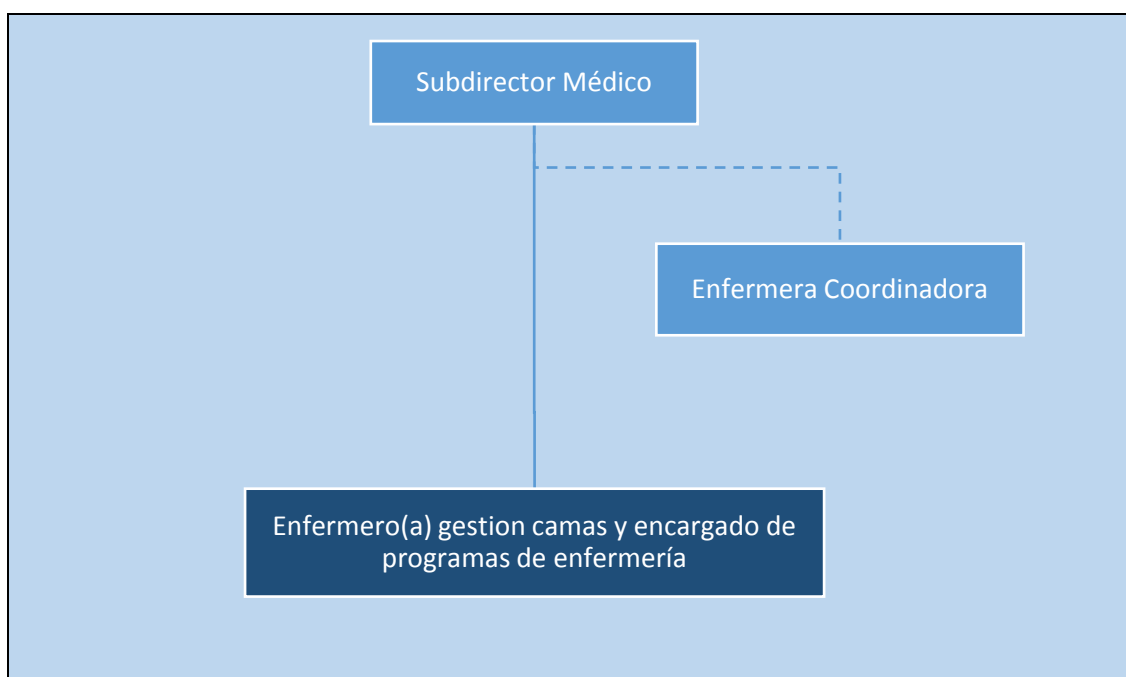 Subdirector Médico
Enfermera Coordinadora
Enfermero(a) gestion camas y encargado de
programas de enfermería